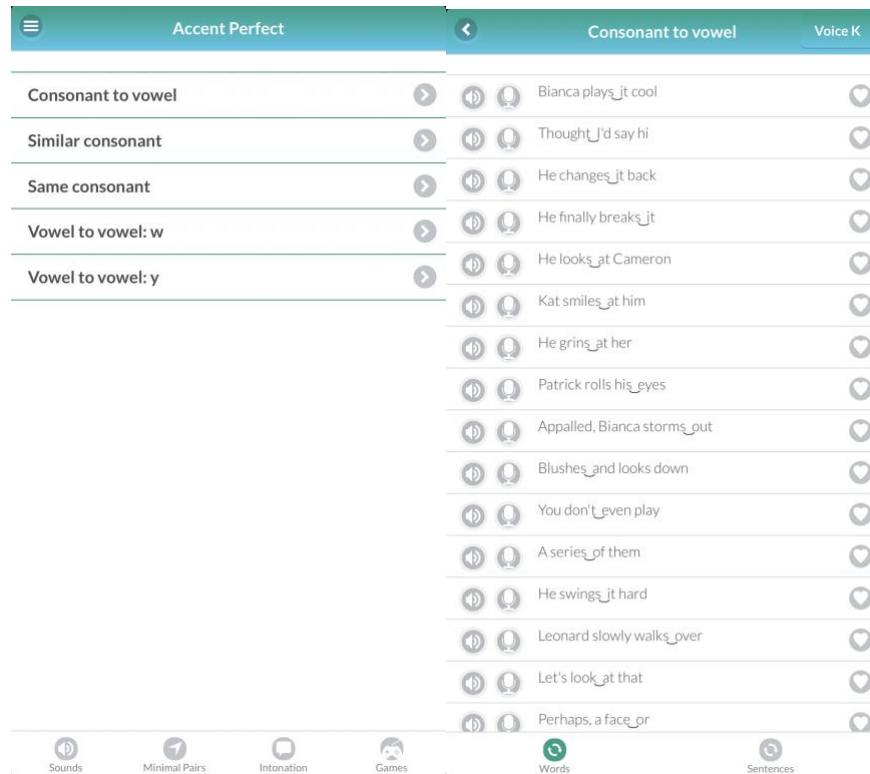 Accent Perfect
Consonant to vowel
Similar consonant
Same consonant
Vowel to vowel: w
Vowel to vowel: y
Sounds
Minimal Pairs
Intonation
Games
Consonant to vowel
Voice K
Bianca plays‿it cool
Thought‿I'd say hi
He changes‿it back
He finally breaks‿it
He looks‿at Cameron
Kat smiles‿at him
He grins‿at her
Patrick rolls his‿eyes
Appalled, Bianca storms‿out
Blushes‿and looks down
You don't‿even play
A series‿of them
He swings‿it hard
Leonard slowly walks‿over
Let's look‿at that
Perhaps, a face‿or
Words
Sentences